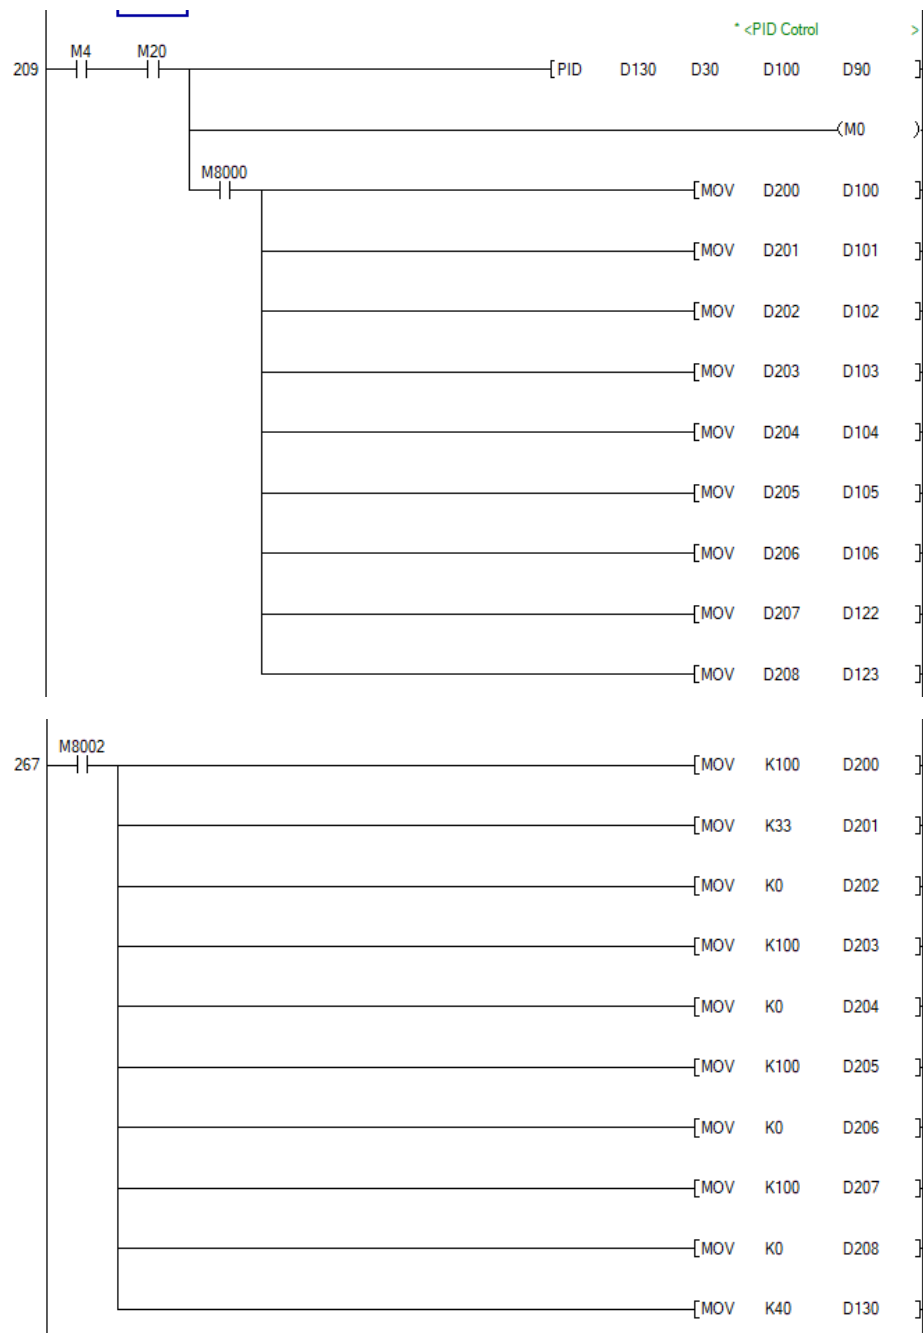 * <PID Cotrol >
M4 M20
209 [PID D130 D30 D100 D90 ]
(M0 )
M8000
[MOV D200 D100 ]
[MOV D201 D101 ]
[MOV D202 D102 ]
[MOV D203 D103 ]
[MOV D204 D104 ]
[MOV D205 D105 ]
[MOV D206 D106 ]
[MOV D207 D122 ]
[MOV D208 D123 ]
M8002
267 [MOV K100 D200 ]
[MOV K33 D201 ]
[MOV K0 D202 ]
[MOV K100 D203 ]
[MOV K0 D204 ]
[MOV K100 D205 ]
[MOV K0 D206 ]
[MOV K100 D207 ]
[MOV K0 D208 ]
[MOV K40 D130 ]